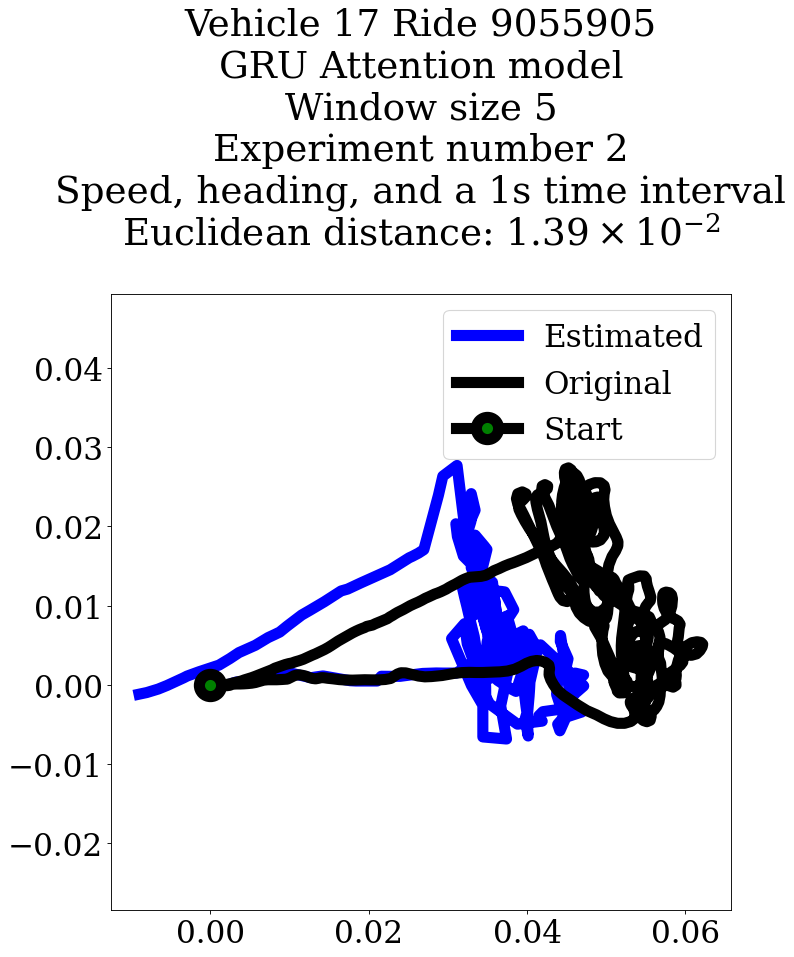 Vehicle 17 Ride 9055905
GRU Attention model
Window size 5
Experiment number 2
Speed, heading, and a 1s time interval
Euclidean distance: 1.39 × 10⁻²
Estimated
Original
Start
0.04
0.03
0.02
0.01
0.00
−0.01
−0.02
0.00 0.02 0.04 0.06